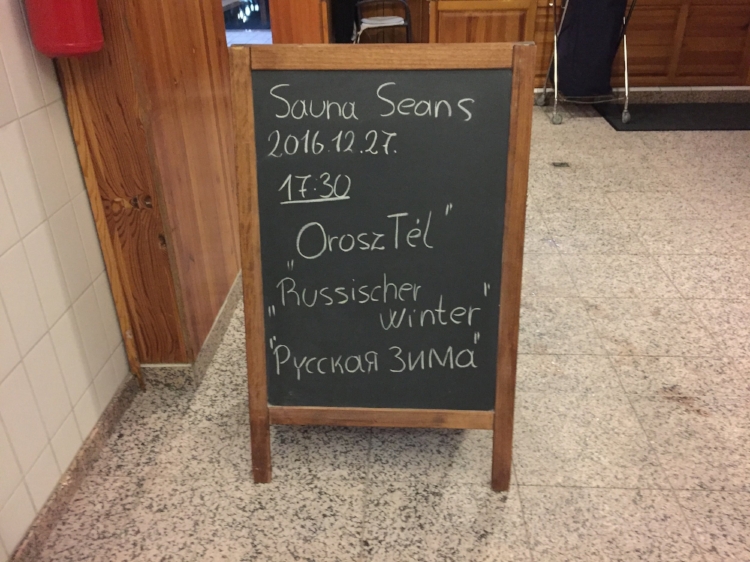 Sauna Seans
2016.12.27.
17:30
„Orosz Tél"
„Russischer
Winter"
"Русская Зима"